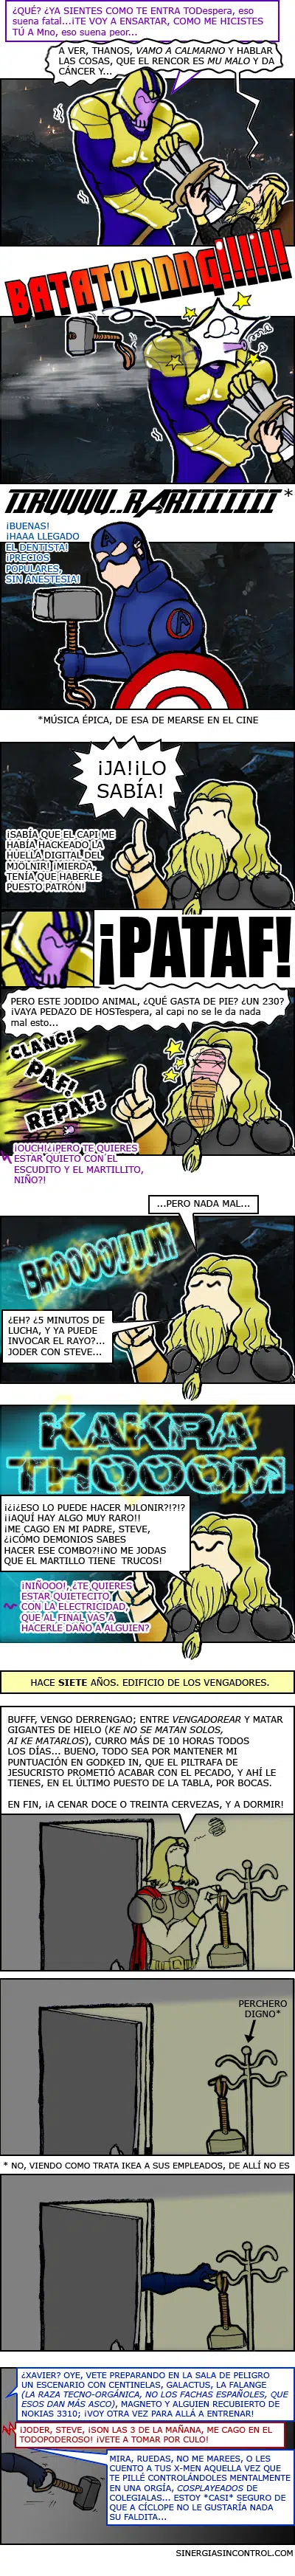 ¿QUÉ? ¿YA SIENTES COMO TE ENTRA TODespera, eso
suena fatal...¡TE VOY A ENSARTAR, COMO ME HICISTES
TÚ A Mno, eso suena peor...
A VER, THANOS, VAMO A CALMARNO Y HABLAR
LAS COSAS, QUE EL RENCOR ES MU MALO Y DA
CÁNCER Y...
¡BUENAS!
¡HAAA LLEGADO
EL DENTISTA!
¡PRECIOS
POPULARES,
SIN ANESTESIA!
*MÚSICA ÉPICA, DE ESA DE MEARSE EN EL CINE
¡JA!¡LO
SABÍA!
¡SABÍA QUE EL CAPI ME
HABÍA HACKEADO LA
HUELLA DIGITAL DEL
MJOLNIR! ¡MIERDA,
TENÍA QUE HABERLE
PUESTO PATRÓN!
¡PATAF!
PERO ESTE JODIDO ANIMAL, ¿QUÉ GASTA DE PIE? ¿UN 230?
¡VAYA PEDAZO DE HOSTespera, al capi no se le da nada
mal esto...
CLANG!
PAF!
REPAF!
¡OUCH!¿¡PERO TE QUIERES
ESTAR QUIETO CON EL
ESCUDITO Y EL MARTILLITO,
NIÑO?!
...PERO NADA MAL...
¿EH? ¿5 MINUTOS DE
LUCHA, Y YA PUEDE
INVOCAR EL RAYO?...
JODER CON STEVE...
¡¿¡¿ESO LO PUEDE HACER MJLONIR?!?!?
¡¡AQUÍ HAY ALGO MUY RARO!!
¡ME CAGO EN MI PADRE, STEVE,
¿¡CÓMO DEMONIOS SABES
HACER ESE COMBO?!¡NO ME JODAS
QUE EL MARTILLO TIENE TRUCOS!
¡NIÑOOO!, ¿TE QUIERES
ESTAR QUIETECITO,
CON LA ELECTRICIDAD,
QUE AL FINAL VAS A
HACERLE DAÑO A ALGUIEN?
HACE SIETE AÑOS. EDIFICIO DE LOS VENGADORES.
BUFFF, VENGO DERRENGAO; ENTRE VENGADOREAR Y MATAR
GIGANTES DE HIELO (KE NO SE MATAN SOLOS,
AI KE MATARLOS), CURRO MÁS DE 10 HORAS TODOS
LOS DÍAS... BUENO, TODO SEA POR MANTENER MI
PUNTUACIÓN EN GODKED IN, QUE EL PILTRAFA DE
JESUCRISTO PROMETIÓ ACABAR CON EL PECADO, Y AHÍ LE
TIENES, EN EL ÚLTIMO PUESTO DE LA TABLA, POR BOCAS.
EN FIN, ¡A CENAR DOCE O TREINTA CERVEZAS, Y A DORMIR!
PERCHERO
DIGNO*
* NO, VIENDO COMO TRATA IKEA A SUS EMPLEADOS, DE ALLÍ NO ES
¿XAVIER? OYE, VETE PREPARANDO EN LA SALA DE PELIGRO
UN ESCENARIO CON CENTINELAS, GALACTUS, LA FALANGE
(LA RAZA TECNO-ORGÁNICA, NO LOS FACHAS ESPAÑOLES, QUE
ESOS DAN MÁS ASCO), MAGNETO Y ALGUIEN RECUBIERTO DE
NOKIAS 3310; ¡VOY OTRA VEZ PARA ALLÁ A ENTRENAR!
JODER, STEVE, ¡SON LAS 3 DE LA MAÑANA, ME CAGO EN EL
TODOPODEROSO! ¡VETE A TOMAR POR CULO!
MIRA, RUEDAS, NO ME MAREES, O LES
CUENTO A TUS X-MEN AQUELLA VEZ QUE
TE PILLÉ CONTROLÁNDOLES MENTALMENTE
EN UNA ORGÍA, COSPLAYEADOS DE
COLEGIALAS... ESTOY *CASI* SEGURO DE
QUE A CÍCLOPE NO LE GUSTARÍA NADA
SU FALDITA...
SINERGIASINCONTROL.COM